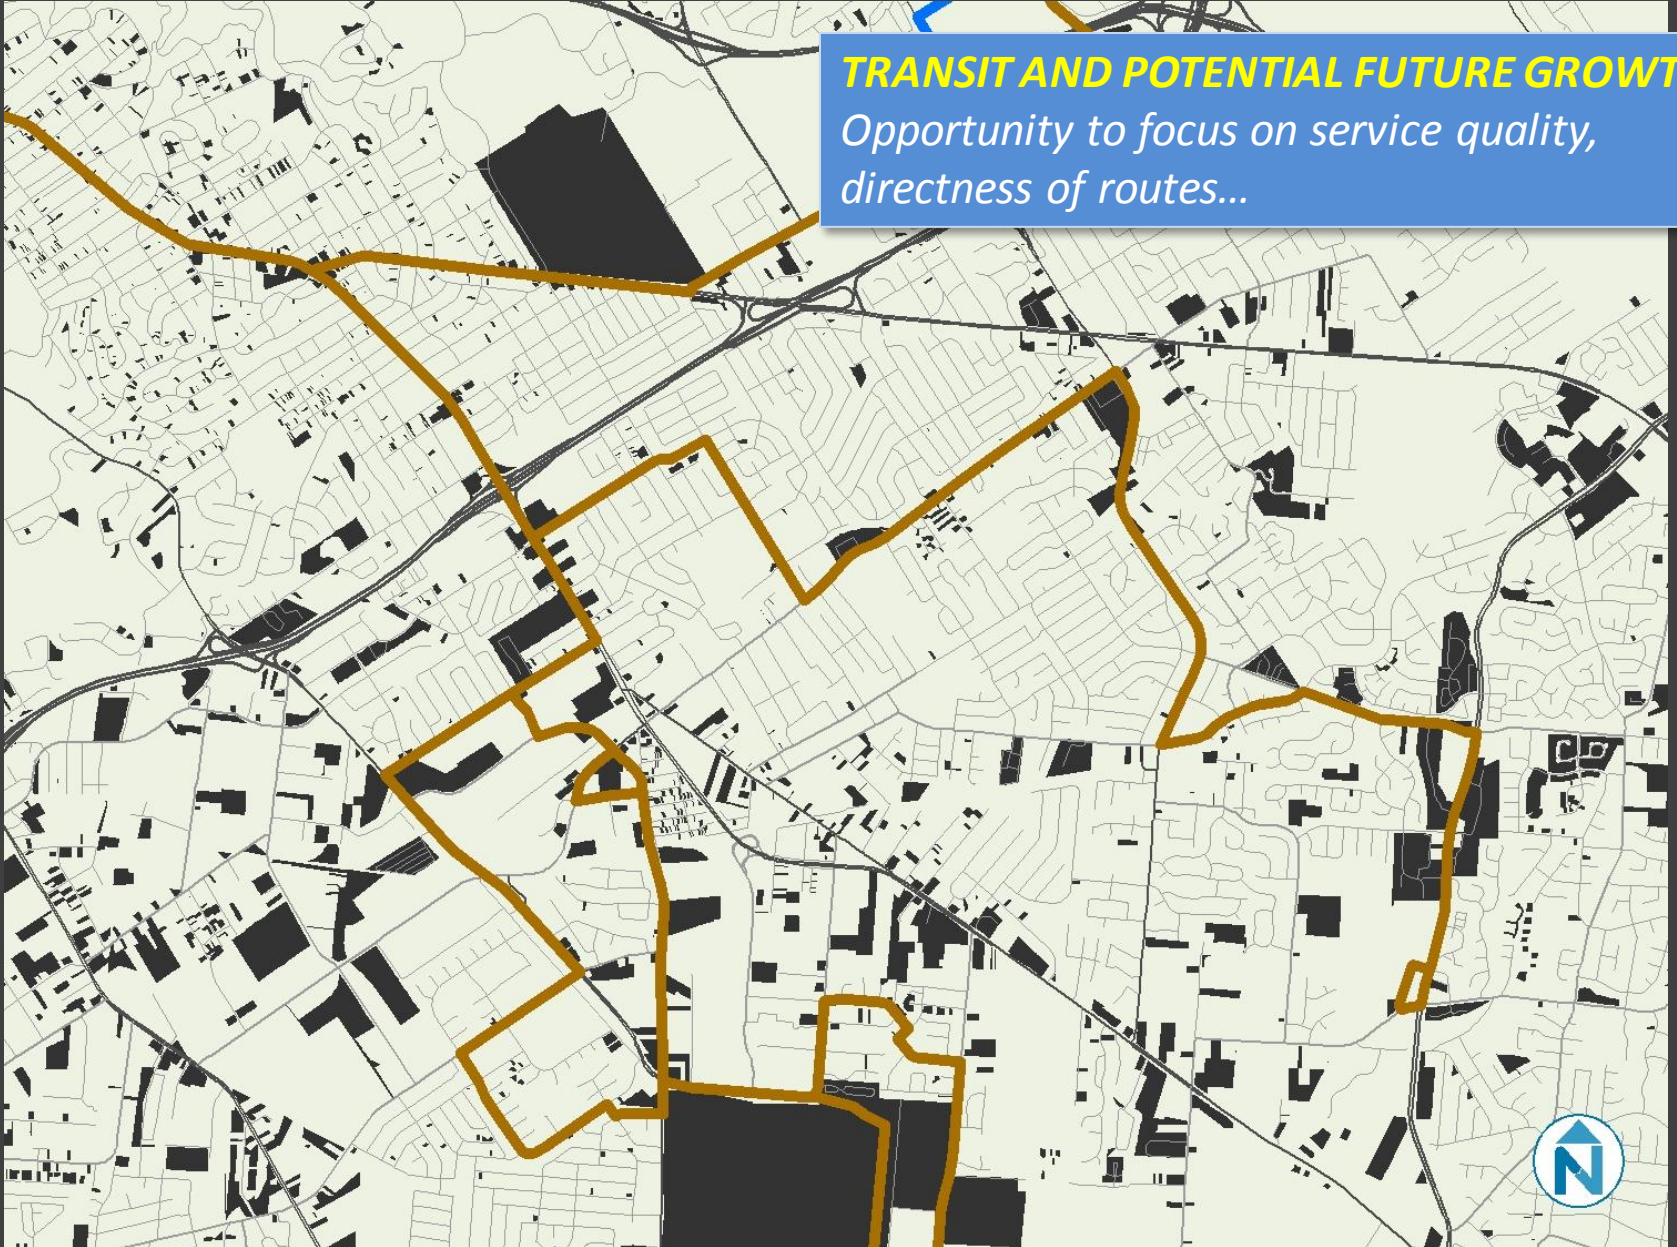 TRANSIT AND POTENTIAL FUTURE GROWT
Opportunity to focus on service quality,
directness of routes…
N